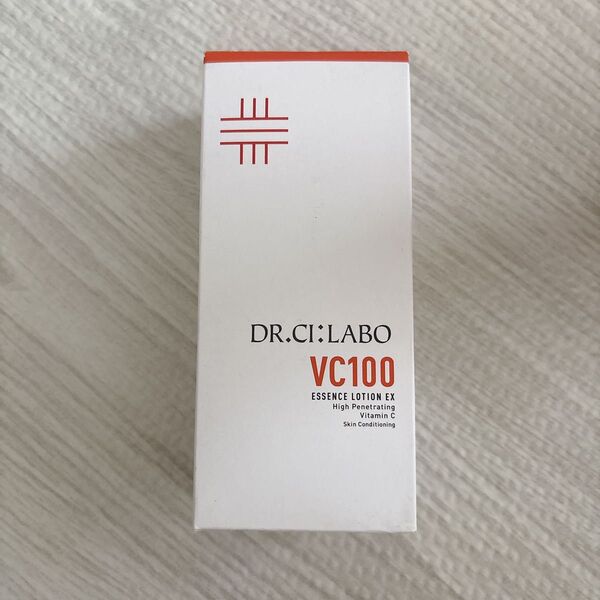 DR.CI:LABO
VC100
ESSENCE LOTION EX
High Penetrating
Vitamin C
Skin Conditioning